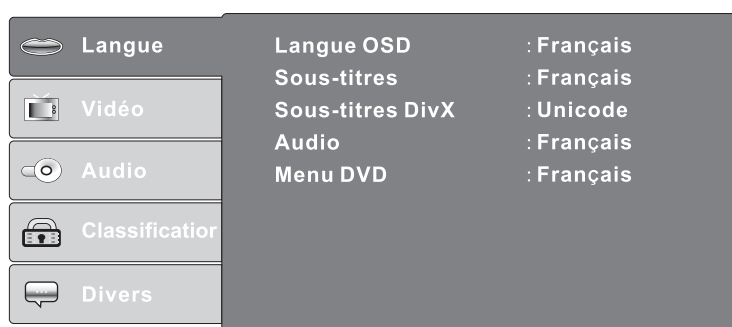 Langue
Vidéo
Audio
Classification
Divers
Langue OSD : Français
Sous-titres : Français
Sous-titres DivX : Unicode
Audio : Français
Menu DVD : Français